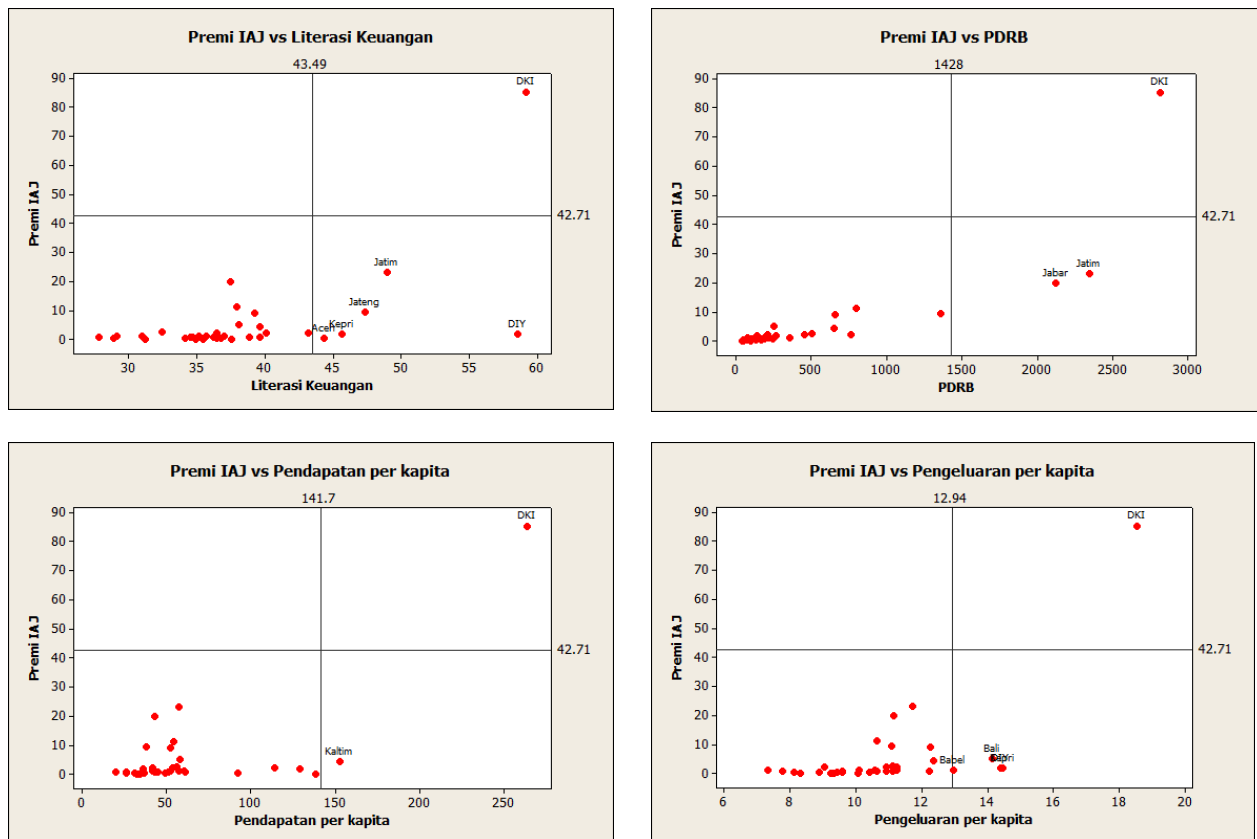 Premi IAJ vs Literasi Keuangan
43.49
90
80
70
60
50
40
30
20
10
0
Premi IAJ
DKI
42.71
Jatim
Jateng
Aceh
Kepri
DIY
30
35
40
45
50
55
60
Literasi Keuangan
Premi IAJ vs PDRB
1428
90
80
70
60
50
40
30
20
10
0
Premi IAJ
DKI
42.71
Jabar
Jatim
0
500
1000
1500
2000
2500
3000
PDRB
Premi IAJ vs Pendapatan per kapita
141.7
90
80
70
60
50
40
30
20
10
0
Premi IAJ
DKI
42.71
Kaltim
0
50
100
150
200
250
Pendapatan per kapita
Premi IAJ vs Pengeluaran per kapita
12.94
90
80
70
60
50
40
30
20
10
0
Premi IAJ
DKI
42.71
Bali
Babel
6
8
10
12
14
16
18
20
Pengeluaran per kapita